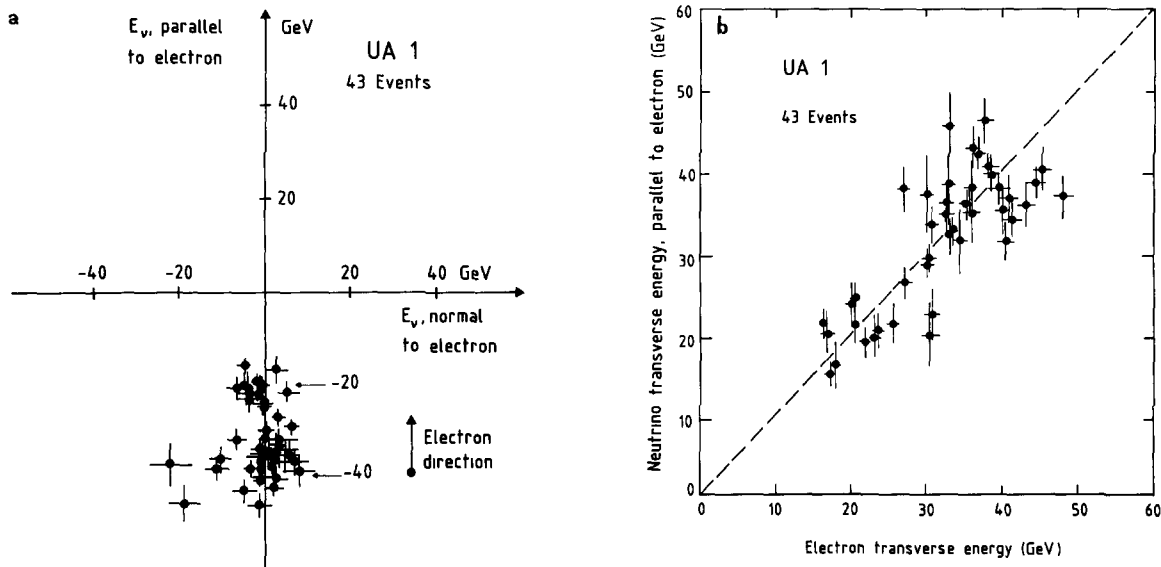 a
E_ν, parallel
to electron
GeV
UA 1
43 Events
40
20
-40
-20
20
40 GeV
E_ν, normal
to electron
-20
Electron
direction
-40
b
UA 1
43 Events
Neutrino transverse energy, parallel to electron (GeV)
60
50
40
30
20
10
0
0
10
20
30
40
50
60
Electron transverse energy (GeV)